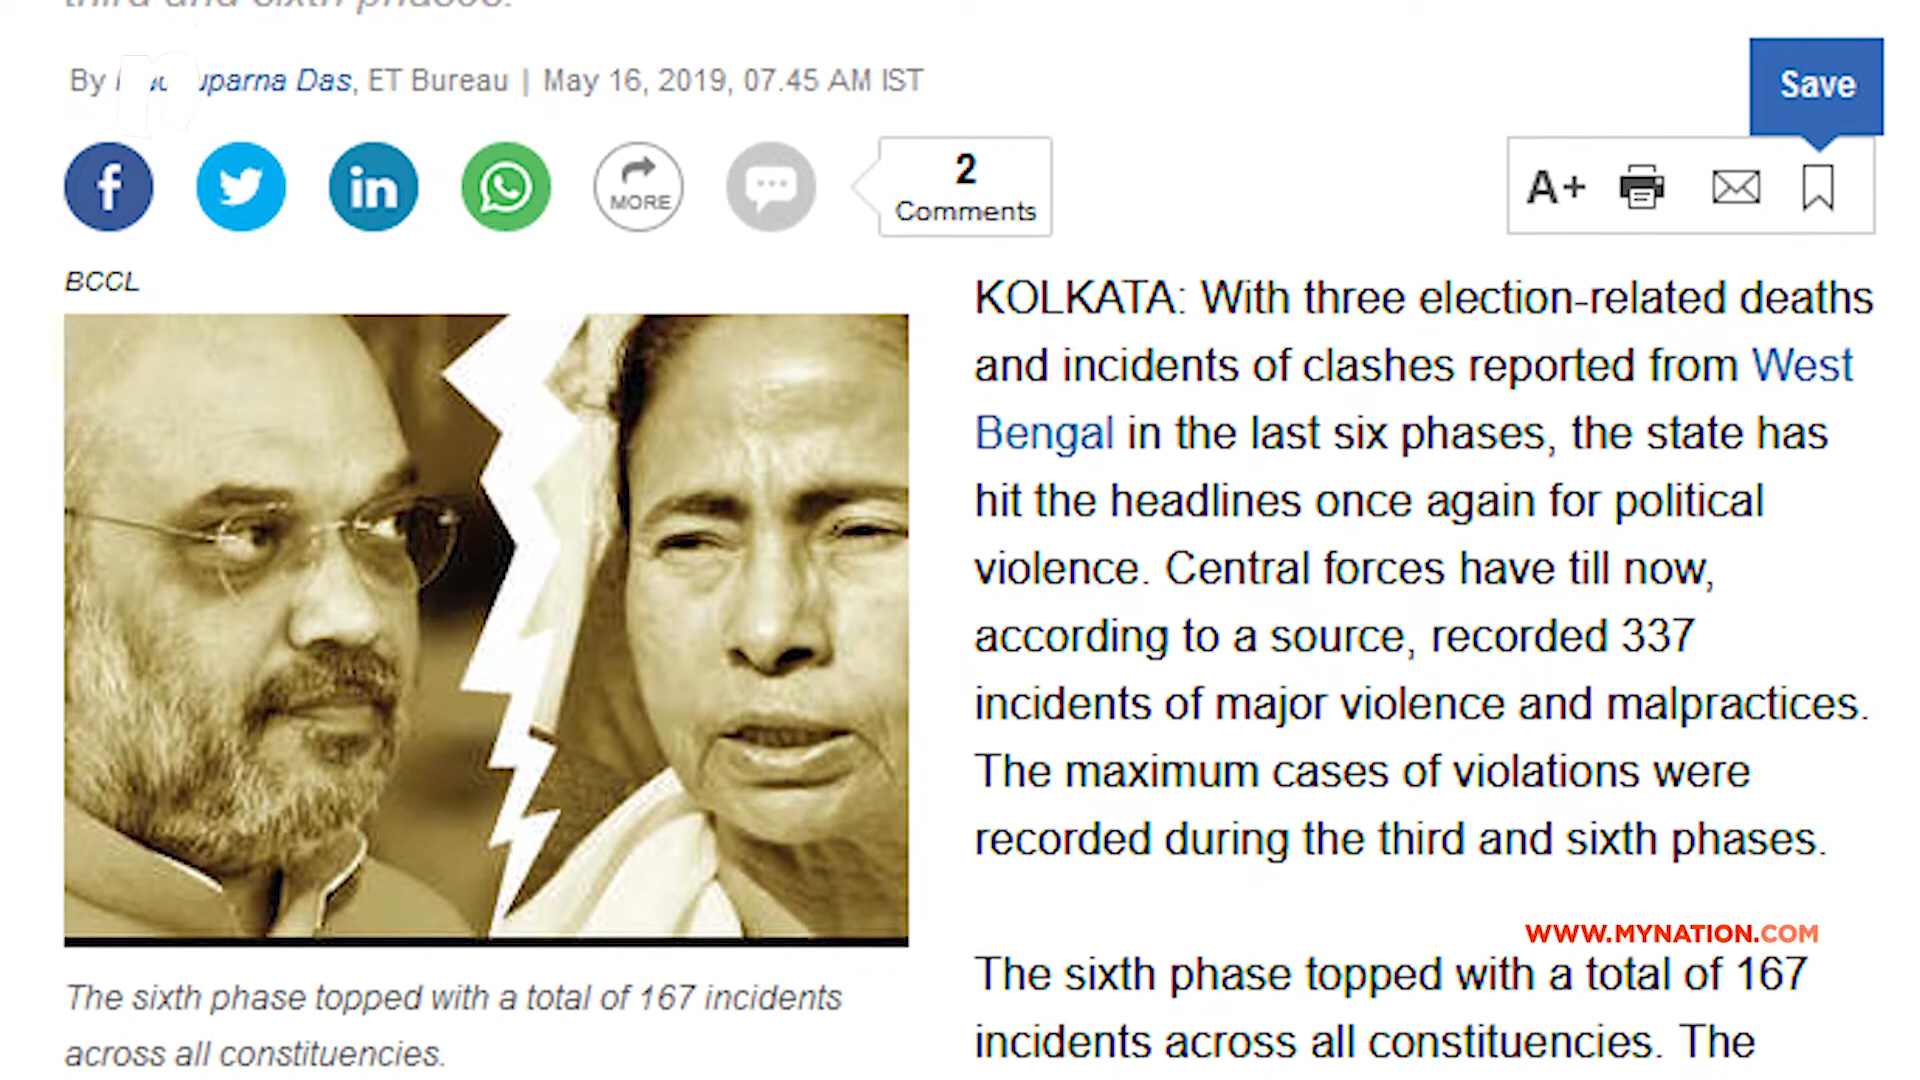 third and sixth phases.
By uparna Das, ET Bureau | May 16, 2019, 07.45 AM IST
Save
MORE
2
Comments
A+
BCCL
KOLKATA: With three election-related deaths
and incidents of clashes reported from West
Bengal in the last six phases, the state has
hit the headlines once again for political
violence. Central forces have till now,
according to a source, recorded 337
incidents of major violence and malpractices.
The maximum cases of violations were
recorded during the third and sixth phases.
WWW.MYNATION.COM
The sixth phase topped with a total of 167
incidents across all constituencies. The
The sixth phase topped with a total of 167 incidents
across all constituencies.